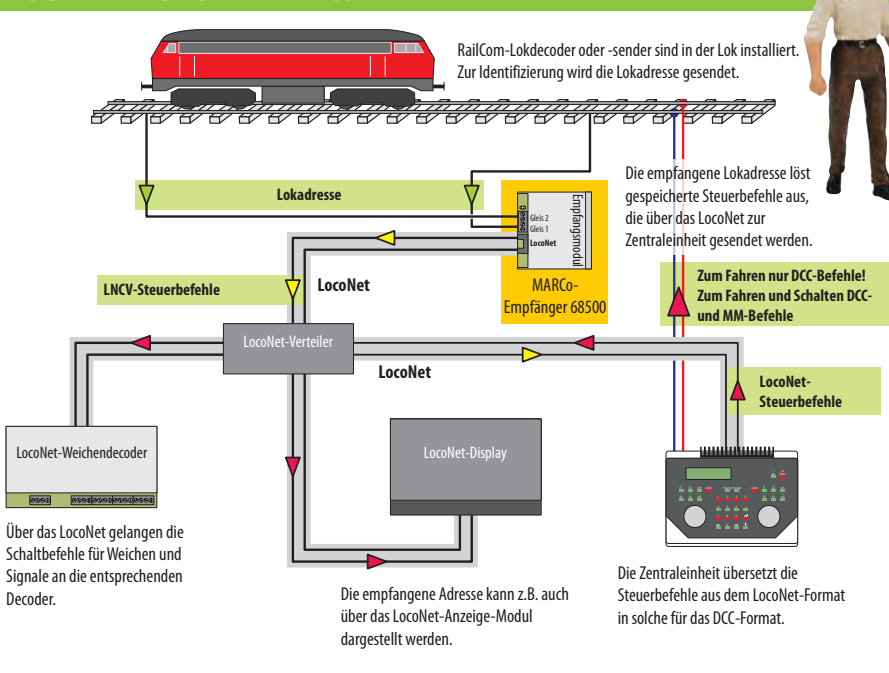 RailCom-Lokdecoder oder -sender sind in der Lok installiert.
Zur Identifizierung wird die Lokadresse gesendet.
Die empfangene Lokadresse löst
gespeicherte Steuerbefehle aus,
die über das LocoNet zur
Zentraleinheit gesendet werden.
Lokadresse
Gleis 2
Gleis 1
LocoNet
Empfangsmodul
MARCo-
Empfänger 68500
Zum Fahren nur DCC-Befehle!
Zum Fahren und Schalten DCC-
und MM-Befehle
LNCV-Steuerbefehle
LocoNet
LocoNet-Verteiler
LocoNet
LocoNet-
Steuerbefehle
LocoNet-Weichendecoder
LocoNet-Display
Über das LocoNet gelangen die
Schaltbefehle für Weichen und
Signale an die entsprechenden
Decoder.
Die empfangene Adresse kann z.B. auch
über das LocoNet-Anzeige-Modul
dargestellt werden.
Die Zentraleinheit übersetzt die
Steuerbefehle aus dem LocoNet-Format
in solche für das DCC-Format.